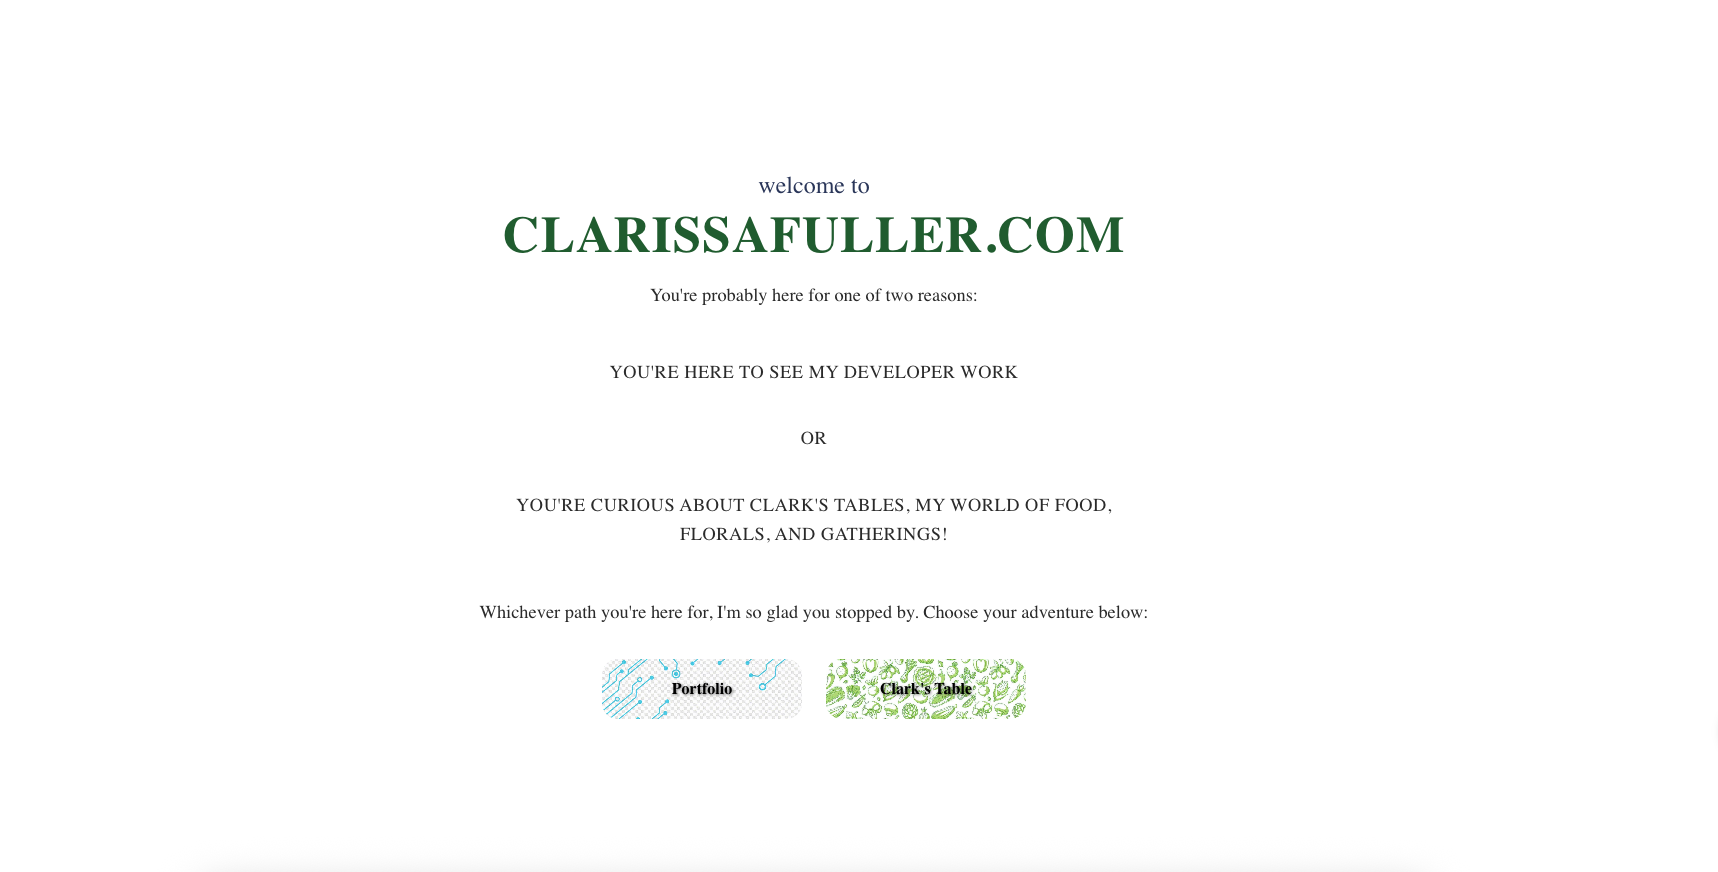 welcome to
CLARISSAFULLER.COM
You're probably here for one of two reasons:
YOU'RE HERE TO SEE MY DEVELOPER WORK
OR
YOU'RE CURIOUS ABOUT CLARK'S TABLES, MY WORLD OF FOOD,
FLORALS, AND GATHERINGS!
Whichever path you're here for, I'm so glad you stopped by. Choose your adventure below:
Portfolio
Clark's Table